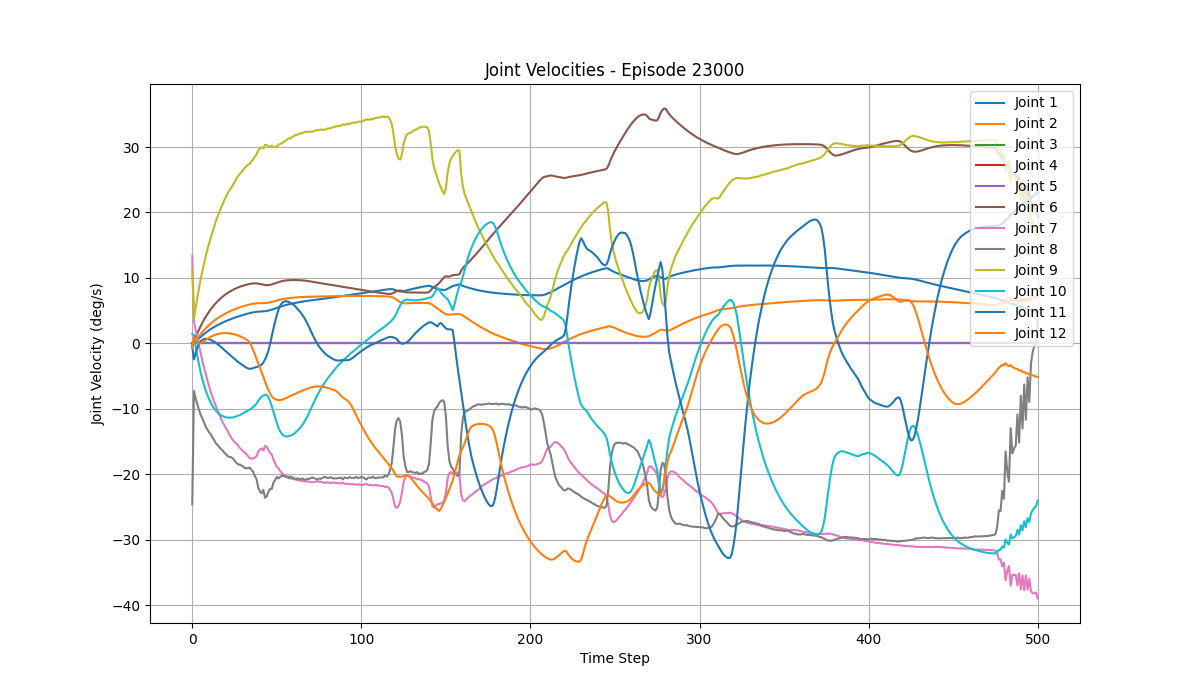 Joint Velocities - Episode 23000
Joint Velocity (deg/s)
30
20
10
0
−10
−20
−30
−40
0 100 200 300 400 500
Time Step
Joint 1
Joint 2
Joint 3
Joint 4
Joint 5
Joint 6
Joint 7
Joint 8
Joint 9
Joint 10
Joint 11
Joint 12